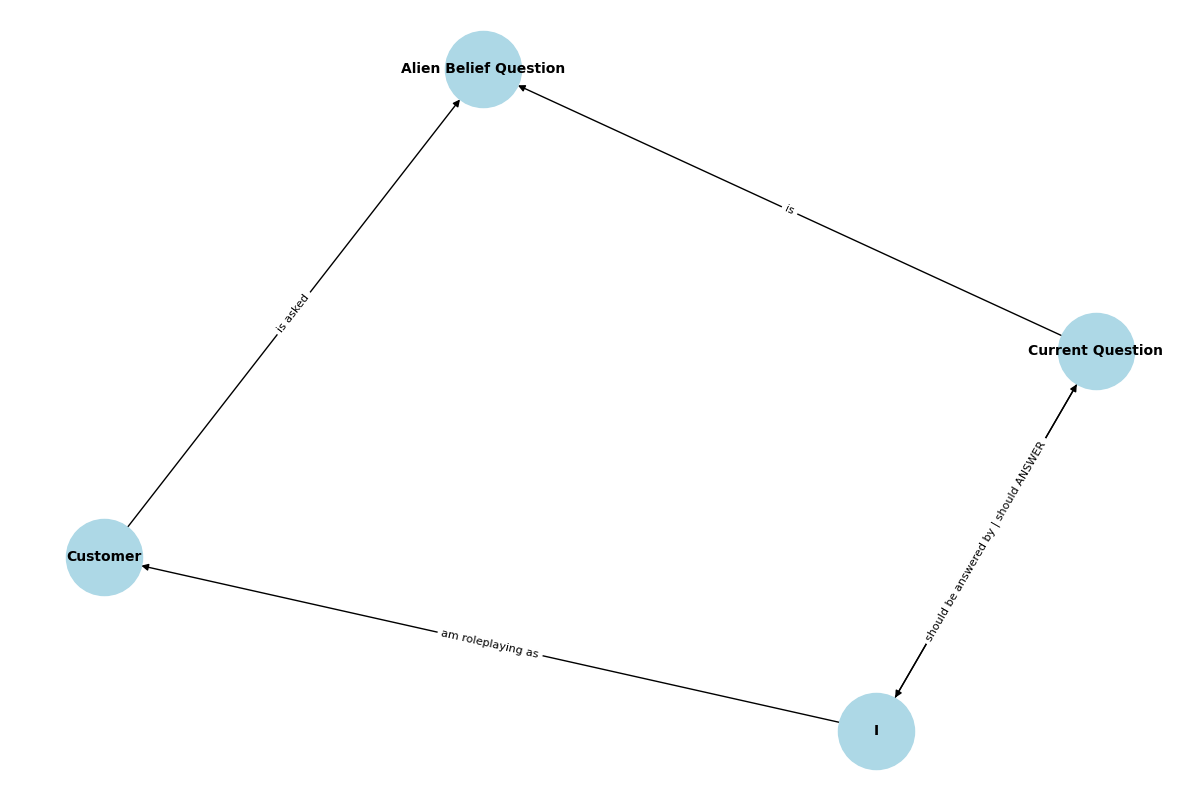 Alien Belief Question
is
is asked
Current Question
should be answered by | should ANSWER
Customer
am roleplaying as
I